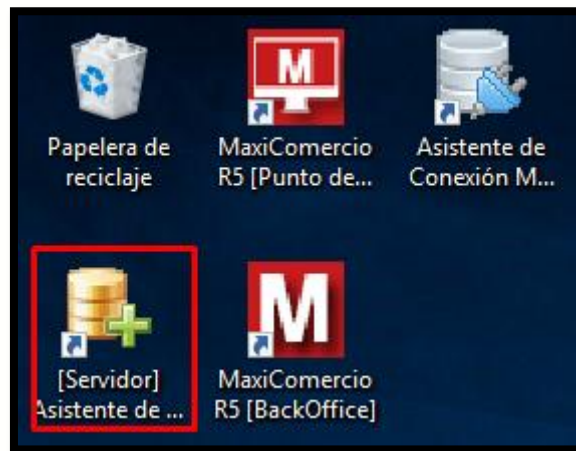 M
Papelera de
reciclaje
MaxiComercio
R5 [Punto de...
Asistente de
Conexión M...
M
[Servidor]
Asistente de ...
MaxiComercio
R5 [BackOffice]